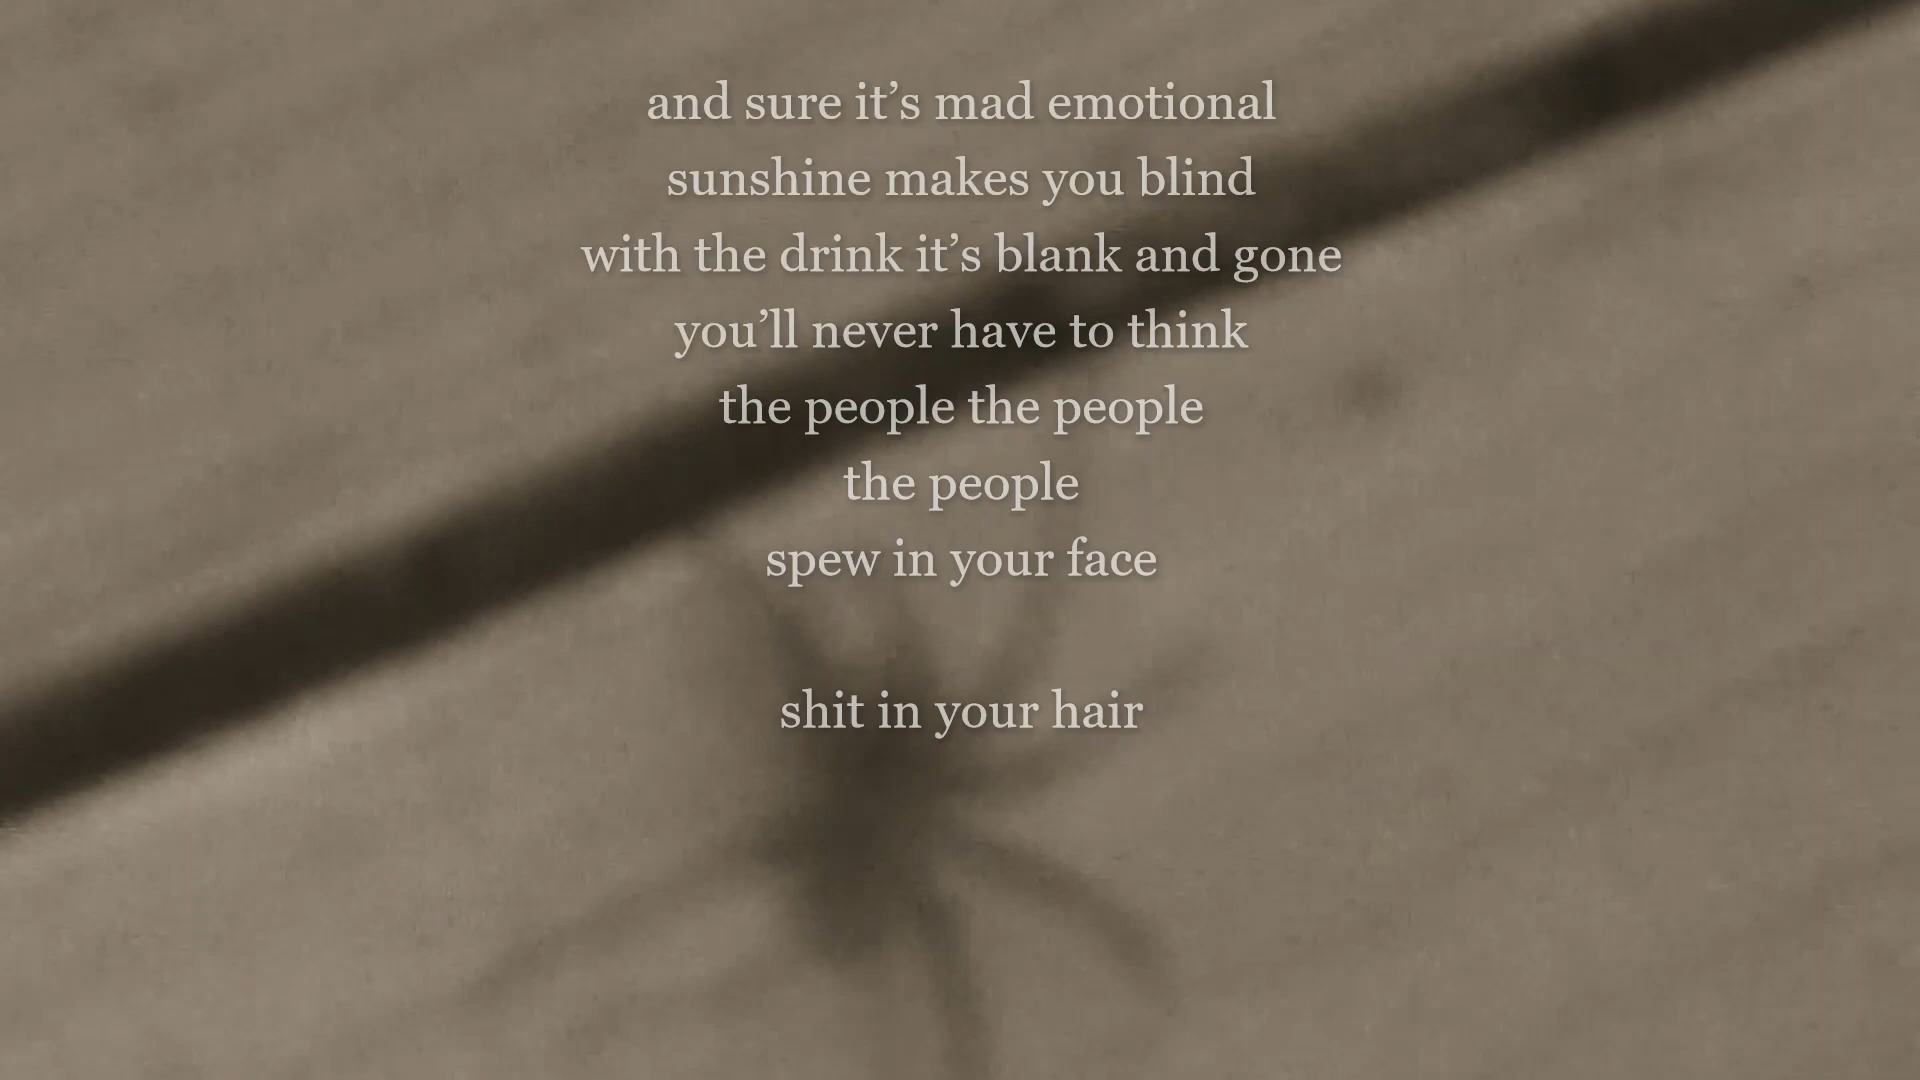 and sure it’s mad emotional
sunshine makes you blind
with the drink it’s blank and gone
you’ll never have to think
the people the people
the people
spew in your face
shit in your hair